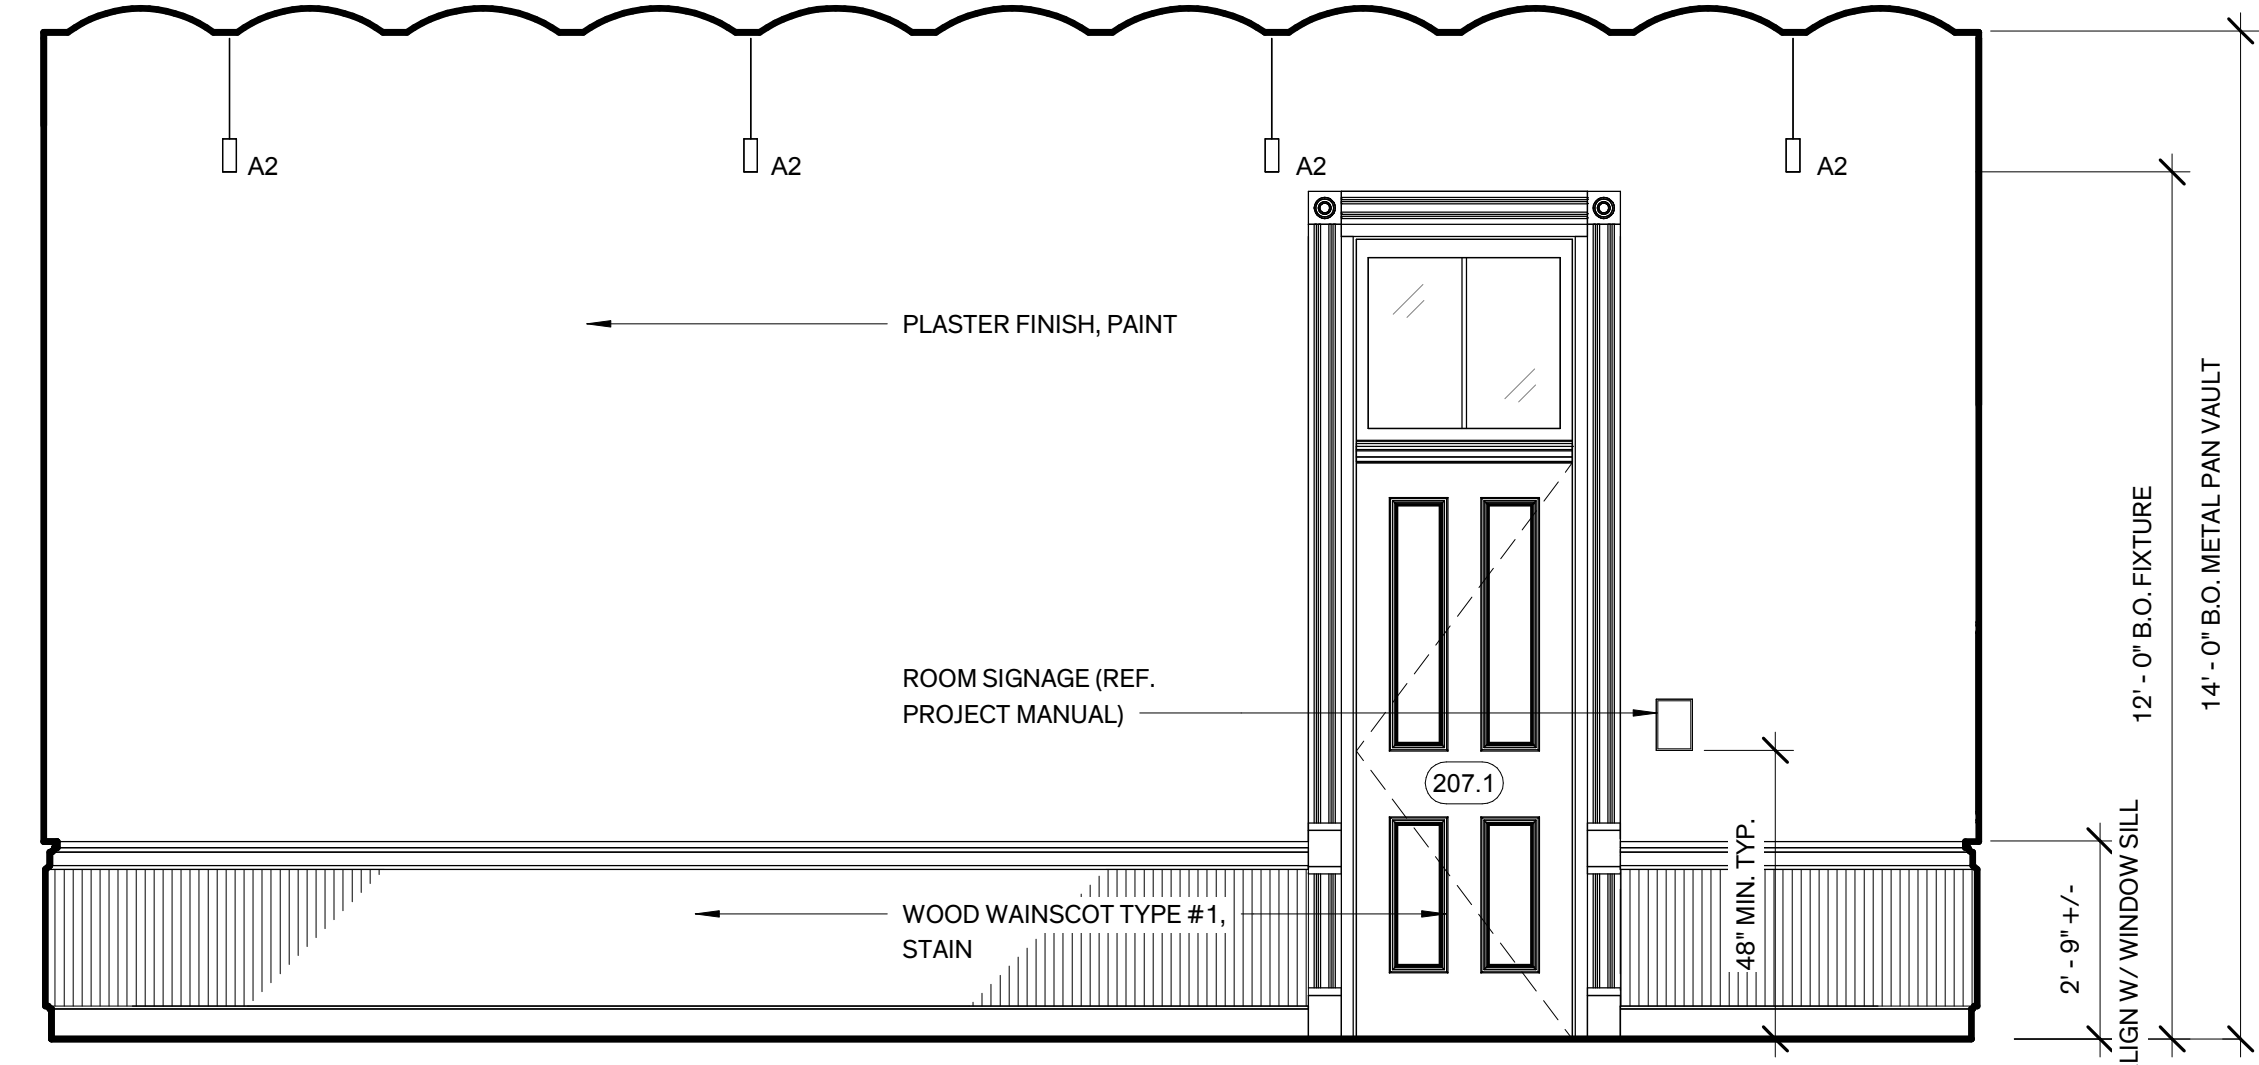 A2
A2
A2
A2
PLASTER FINISH, PAINT
ROOM SIGNAGE (REF.
PROJECT MANUAL)
207.1
WOOD WAINSCOT TYPE #1,
STAIN
48" MIN. TYP.
2' - 9" +/-
LIGN W/ WINDOW SILL
12' - 0" B.O. FIXTURE
14' - 0" B.O. METAL PAN VAULT